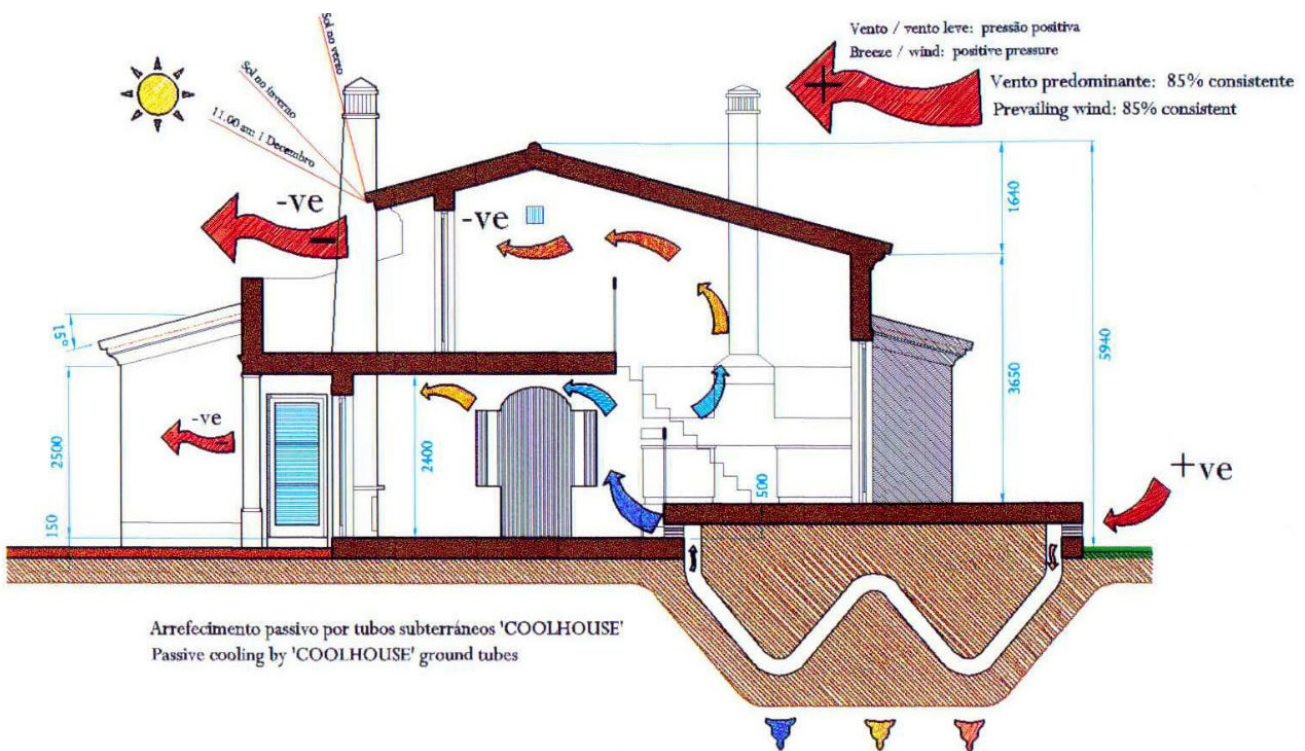 Vento / vento leve: pressão positiva
Breeze / wind: positive pressure
Vento predominante: 85% consistente
Prevailing wind: 85% consistent
Sol no verao
Sol no inverno
11.00 am 1 Decembro
-ve
-ve
1640
15°
5940
3650
-ve
2500
2400
500
+ve
150
Arrefecimento passivo por tubos subterráneos 'COOLHOUSE'
Passive cooling by 'COOLHOUSE' ground tubes